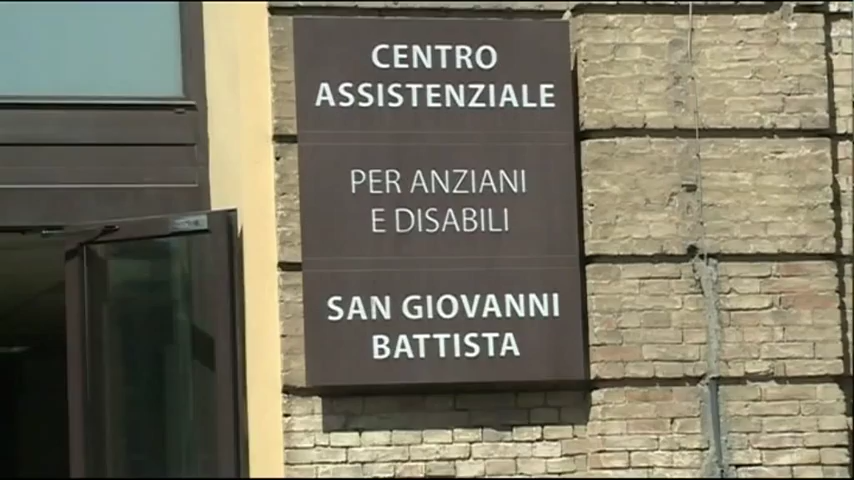 CENTRO
ASSISTENZIALE
PER ANZIANI
E DISABILI
SAN GIOVANNI
BATTISTA